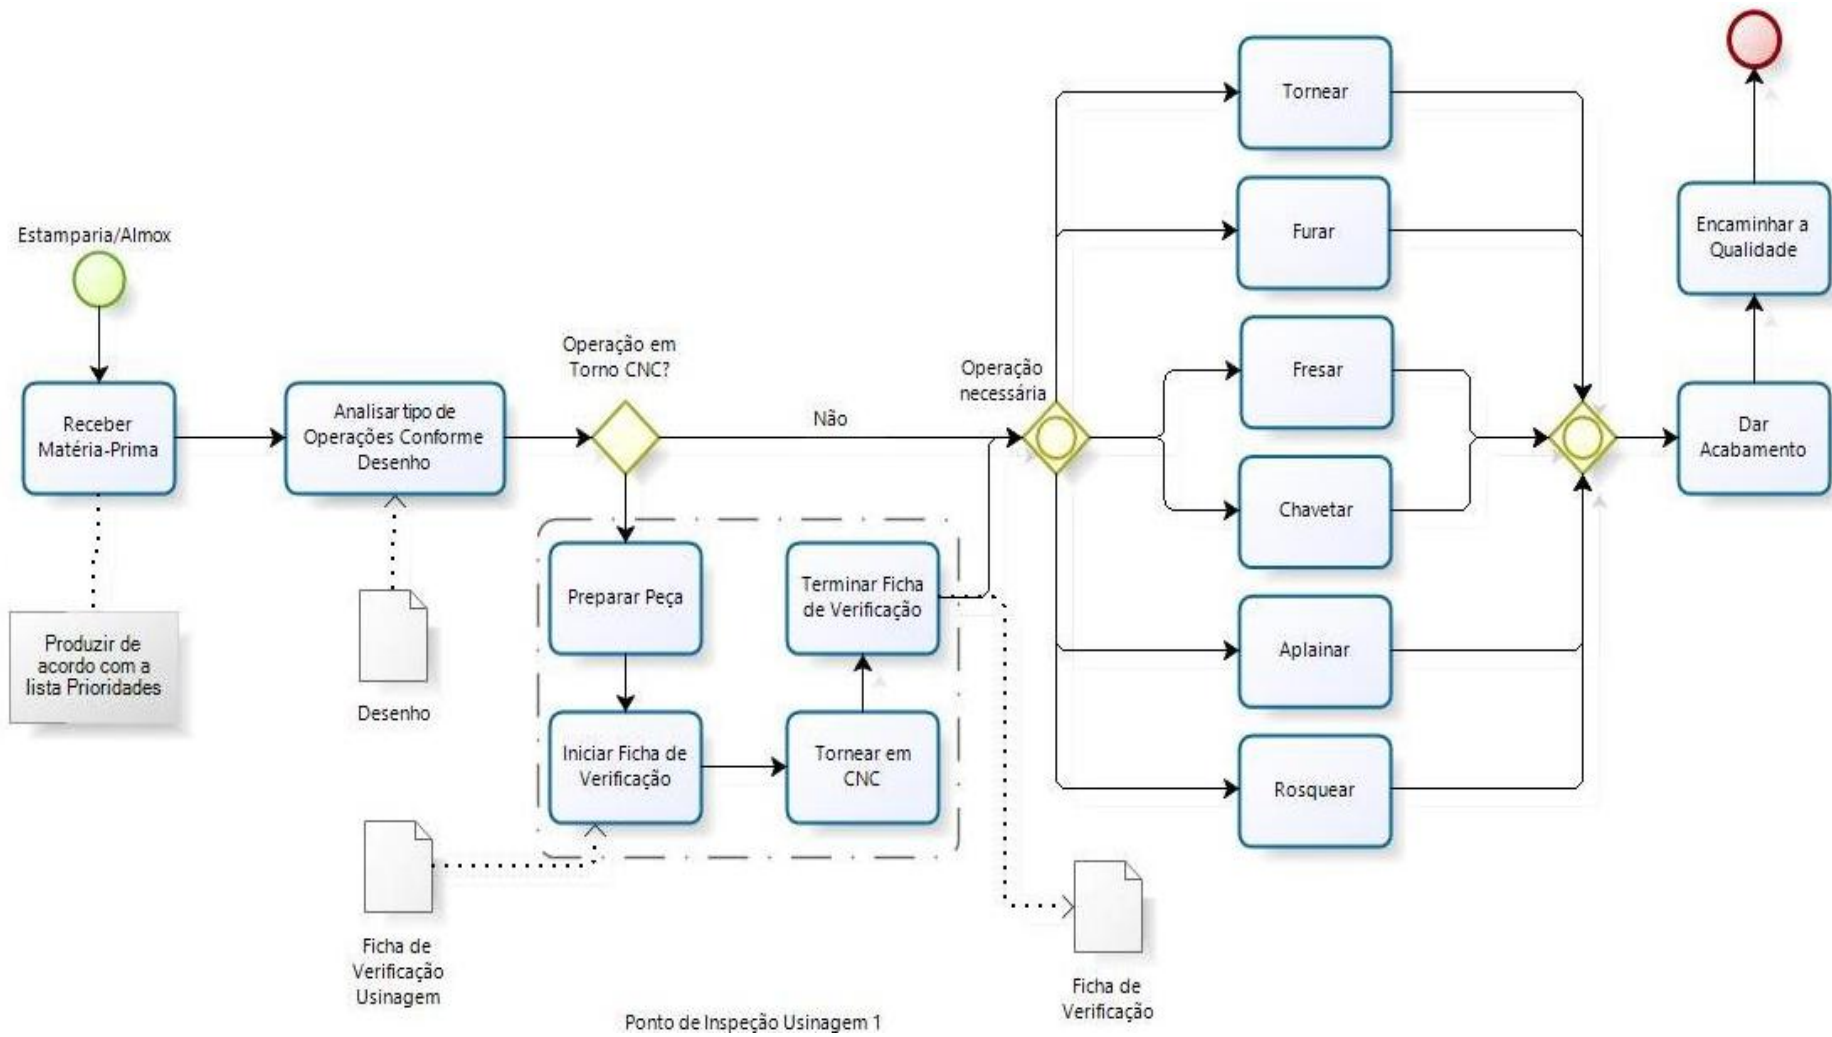 Estamparia/Almox
Receber
Matéria-Prima
Produzir de
acordo com a
lista Prioridades
Analisar tipo de
Operações Conforme
Desenho
Desenho
Operação em
Torno CNC?
Não
Preparar Peça
Iniciar Ficha de
Verificação
Tornear em
CNC
Terminar Ficha
de Verificação
Ficha de
Verificação
Usinagem
Ponto de Inspeção Usinagem 1
Ficha de
Verificação
Operação
necessária
Tornear
Furar
Fresar
Chavetar
Aplainar
Rosquear
Dar
Acabamento
Encaminhar a
Qualidade